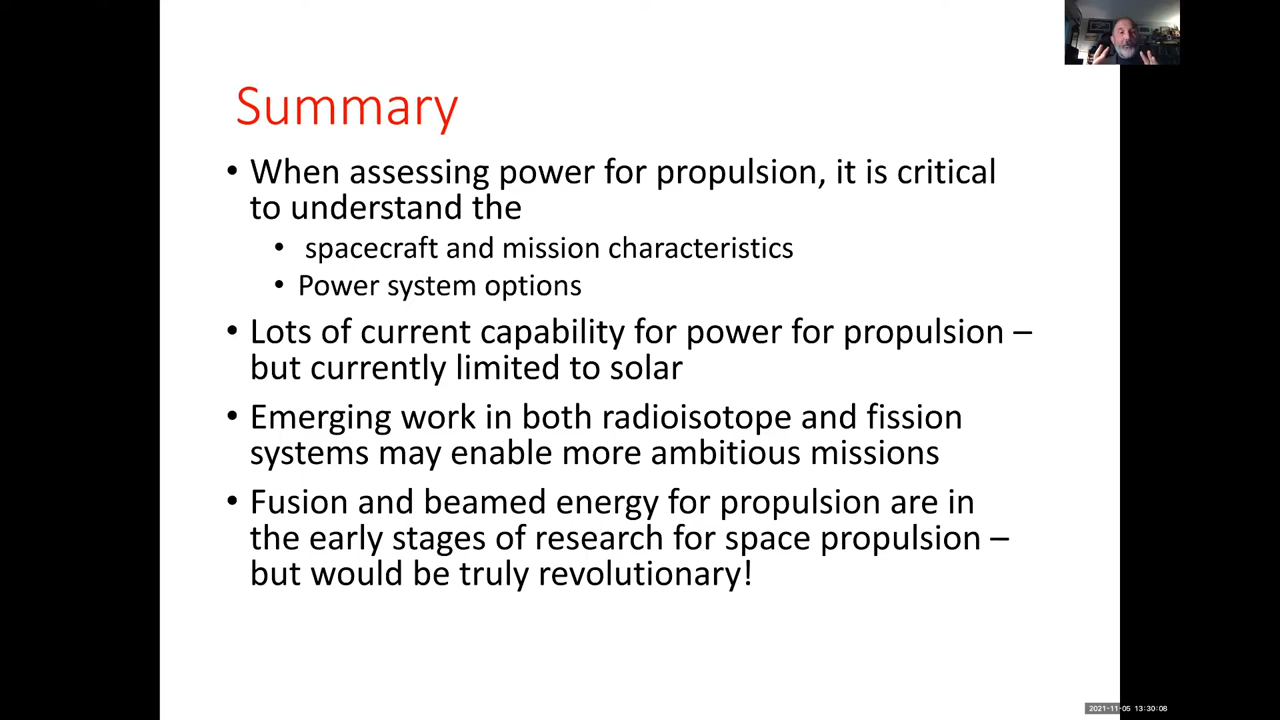 Summary
• When assessing power for propulsion, it is critical
to understand the
• spacecraft and mission characteristics
• Power system options
• Lots of current capability for power for propulsion –
but currently limited to solar
• Emerging work in both radioisotope and fission
systems may enable more ambitious missions
• Fusion and beamed energy for propulsion are in
the early stages of research for space propulsion –
but would be truly revolutionary!
2021-11-05 13:30:08